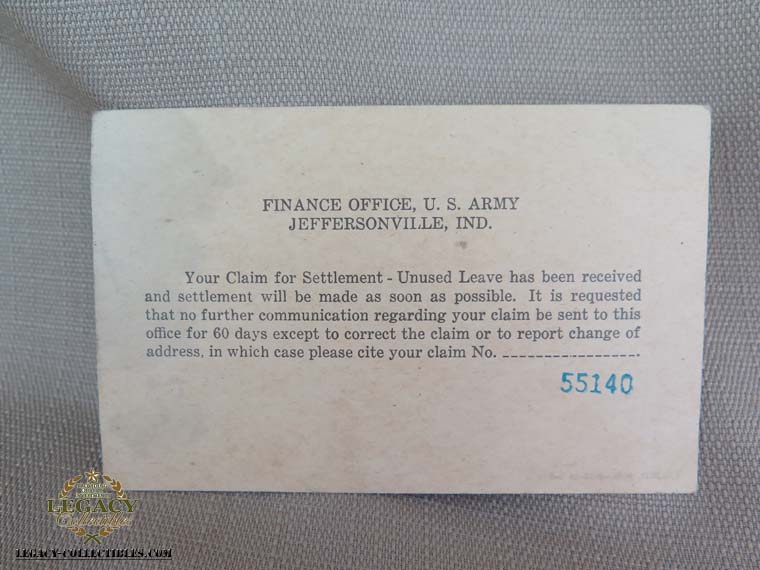 FINANCE OFFICE, U. S. ARMY
JEFFERSONVILLE, IND.
Your Claim for Settlement - Unused Leave has been received
and settlement will be made as soon as possible. It is requested
that no further communication regarding your claim be sent to this
office for 60 days except to correct the claim or to report change of
address, in which case please cite your claim No. ________________.
55140
LEGACY
Collectibles
LEGACY-COLLECTIBLES.COM